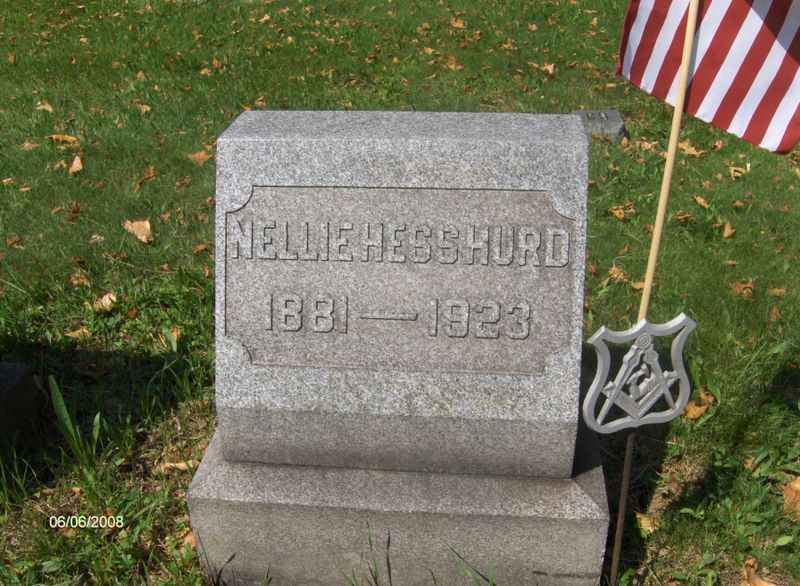 NELLIE HESS HURD
1881 — 1923
06/06/2008